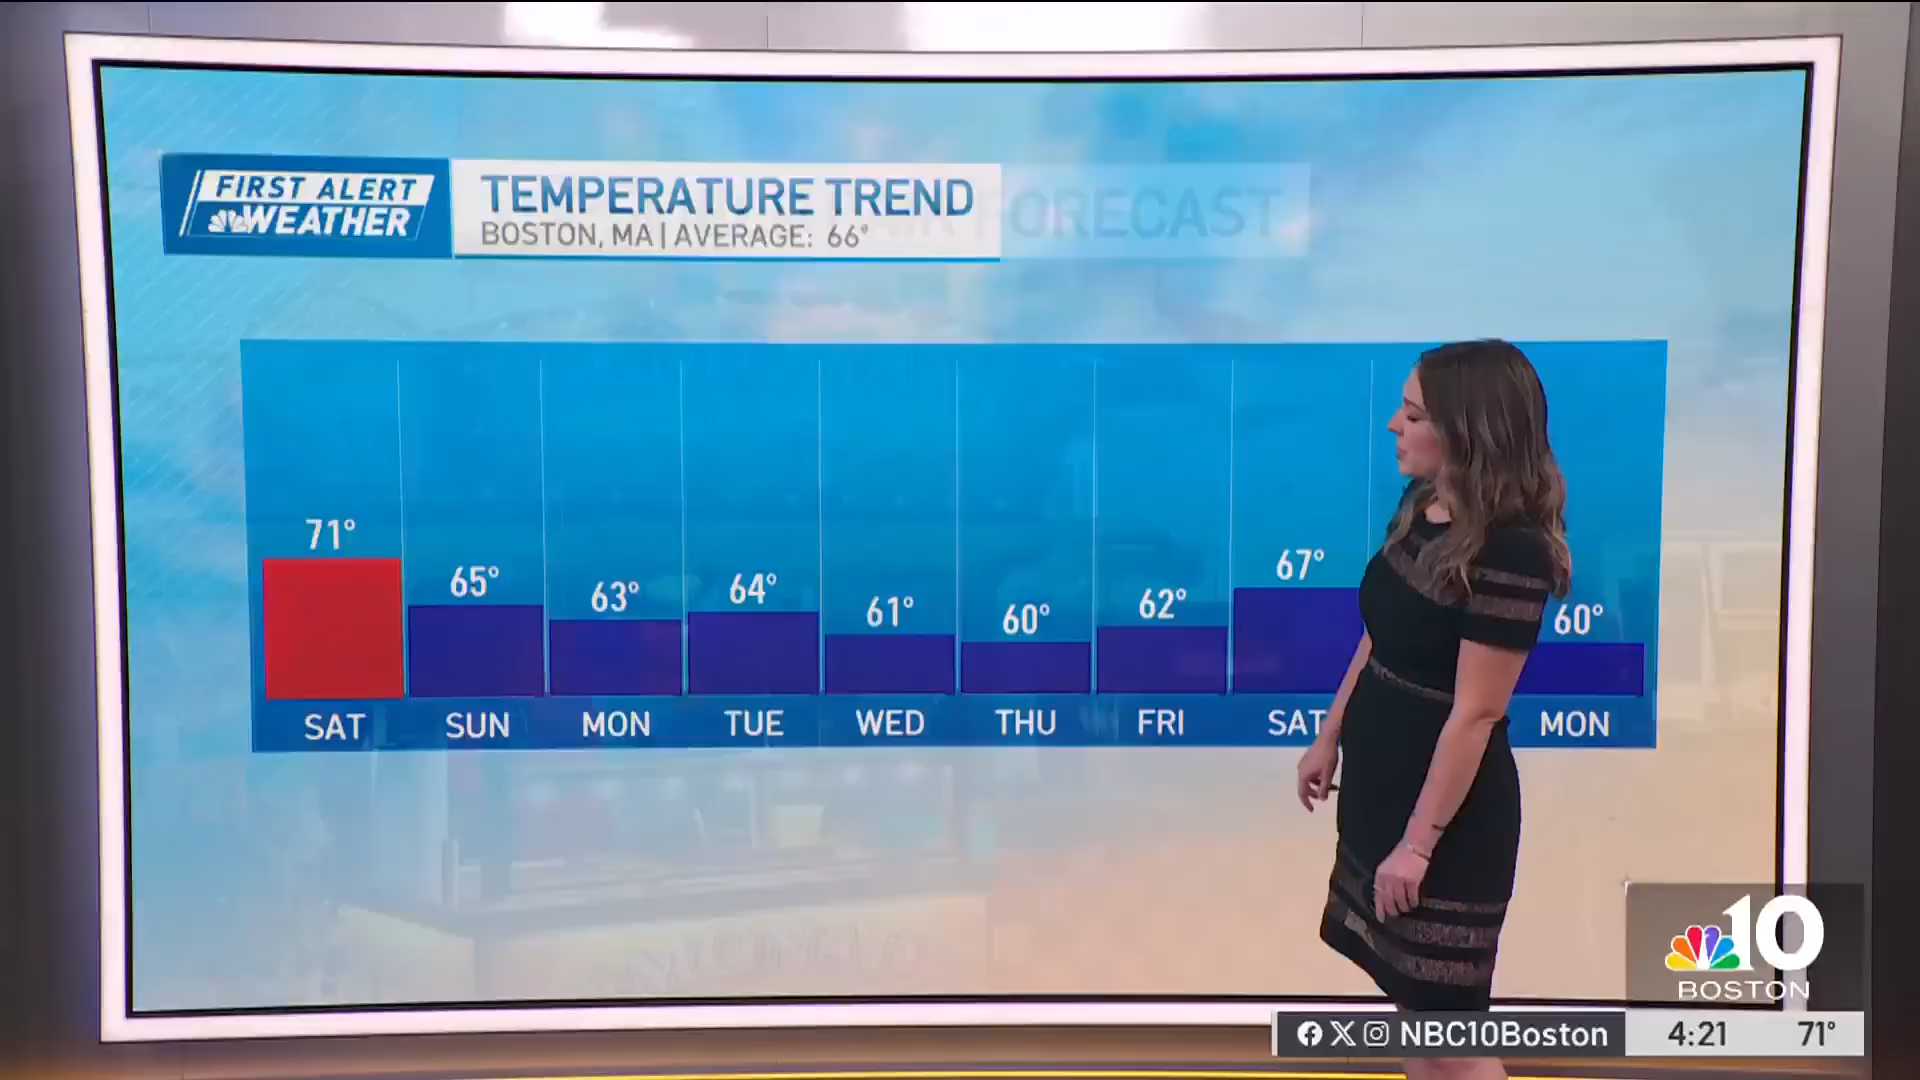 FIRST ALERT
WEATHER
TEMPERATURE TREND
BOSTON, MA | AVERAGE: 66°
FORECAST
71° 65° 63° 64° 61° 60° 62° 67° 60°
SAT SUN MON TUE WED THU FRI SAT MON
10
BOSTON
NBC10Boston
4:21 71°